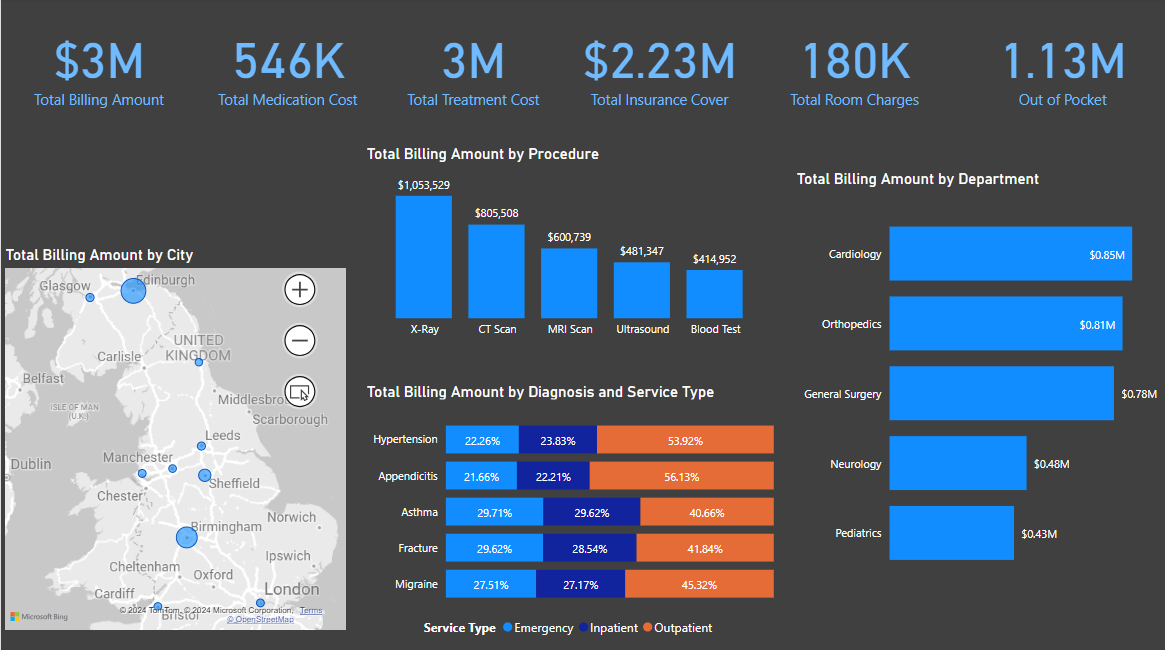 $3M
Total Billing Amount
546K
Total Medication Cost
3M
Total Treatment Cost
$2.23M
Total Insurance Cover
180K
Total Room Charges
1.13M
Out of Pocket
Total Billing Amount by Procedure
$1,053,529
$805,508
$600,739
$481,347
$414,952
X-Ray
CT Scan
MRI Scan
Ultrasound
Blood Test
Total Billing Amount by Department
Cardiology
$0.85M
Orthopedics
$0.81M
General Surgery
$0.78M
Neurology
$0.48M
Pediatrics
$0.43M
Total Billing Amount by City
Glasgow
Edinburgh
UNITED
KINGDOM
Carlisle
Belfast
ISLE OF MAN
(U.K.)
Middlesbro
Scarborough
Leeds
Manchester
Dublin
Sheffield
Chester
Norwich
Birmingham
Ipswich
Cheltenham
Oxford
Cardiff
London
Bristol
Microsoft Bing
© 2024 TomTom, © 2024 Microsoft Corporation, Terms
© OpenStreetMap
Total Billing Amount by Diagnosis and Service Type
Hypertension 22.26% 23.83% 53.92%
Appendicitis 21.66% 22.21% 56.13%
Asthma 29.71% 29.62% 40.66%
Fracture 29.62% 28.54% 41.84%
Migraine 27.51% 27.17% 45.32%
Service Type Emergency Inpatient Outpatient